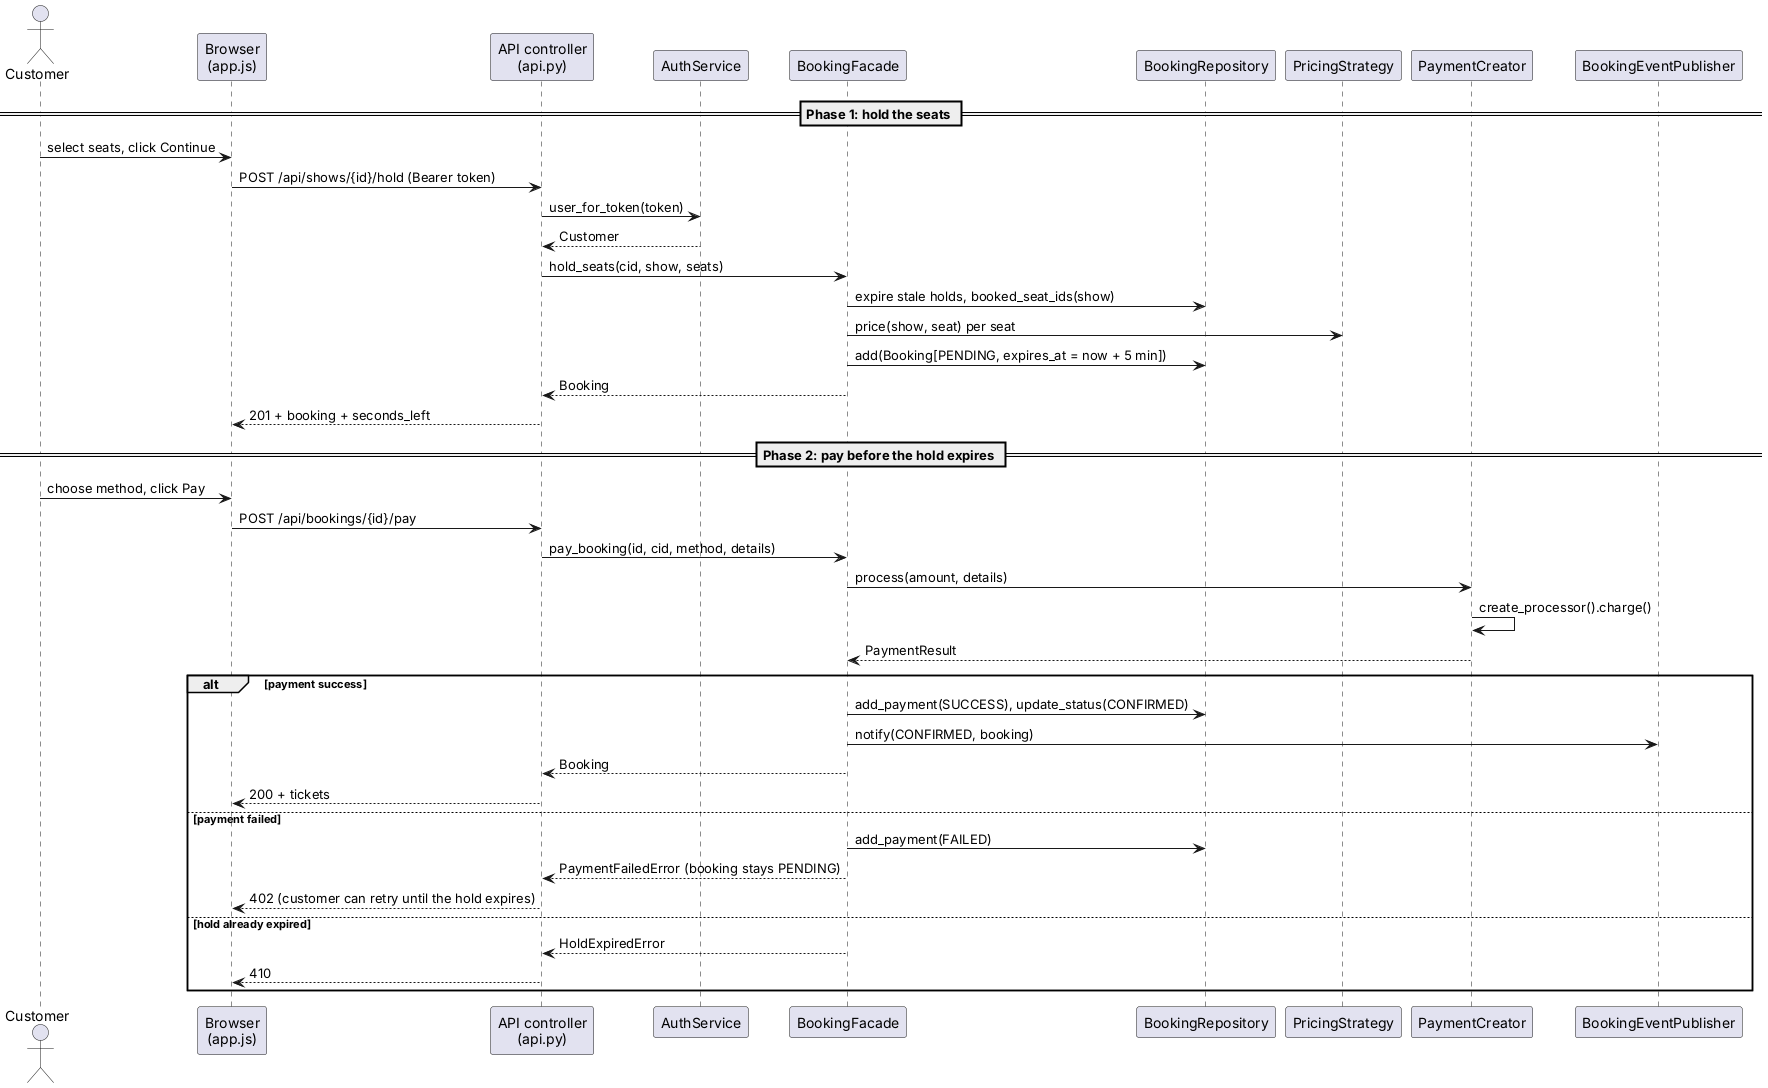 Customer
Browser
(app.js)
API controller
(api.py)
AuthService
BookingFacade
BookingRepository
PricingStrategy
PaymentCreator
BookingEventPublisher
Phase 1: hold the seats
select seats, click Continue
POST /api/shows/{id}/hold (Bearer token)
user_for_token(token)
Customer
hold_seats(cid, show, seats)
expire stale holds, booked_seat_ids(show)
price(show, seat) per seat
add(Booking[PENDING, expires_at = now + 5 min])
Booking
201 + booking + seconds_left
Phase 2: pay before the hold expires
choose method, click Pay
POST /api/bookings/{id}/pay
pay_booking(id, cid, method, details)
process(amount, details)
create_processor().charge()
PaymentResult
alt [payment success]
add_payment(SUCCESS), update_status(CONFIRMED)
notify(CONFIRMED, booking)
Booking
200 + tickets
[payment failed]
add_payment(FAILED)
PaymentFailedError (booking stays PENDING)
402 (customer can retry until the hold expires)
[hold already expired]
HoldExpiredError
410
Customer
Browser
(app.js)
API controller
(api.py)
AuthService
BookingFacade
BookingRepository
PricingStrategy
PaymentCreator
BookingEventPublisher